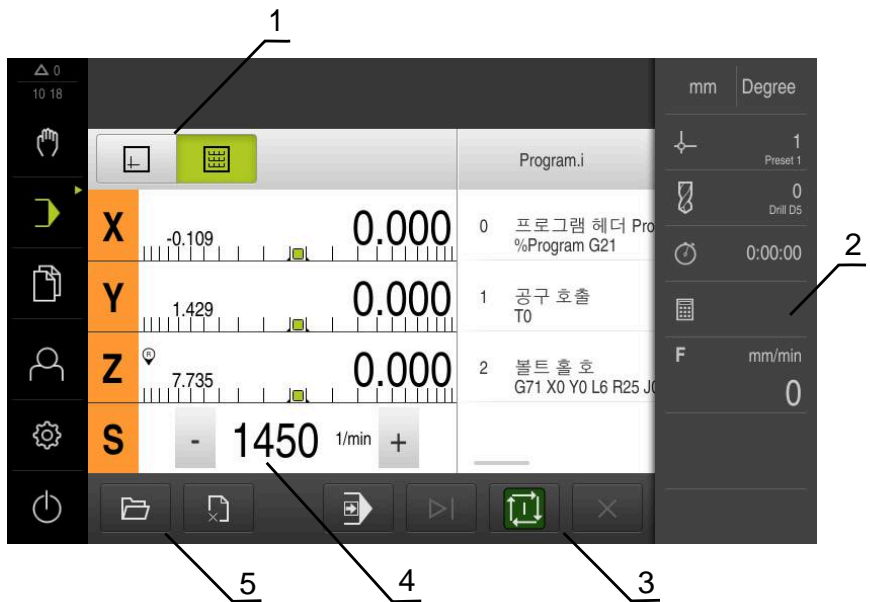 1
0
10 18
mm Degree
Program.i
1
Preset 1
X -0.109 0.000
0 프로그램 헤더 Pro
%Program G21
0
Drill D5
0:00:00
2
Y 1.429 0.000
1 공구 호출
T0
Z R 7.735 0.000
2 볼트 홀 호
G71 X0 Y0 L6 R25 J
F mm/min
0
S - 1450 1/min +
5
4
3